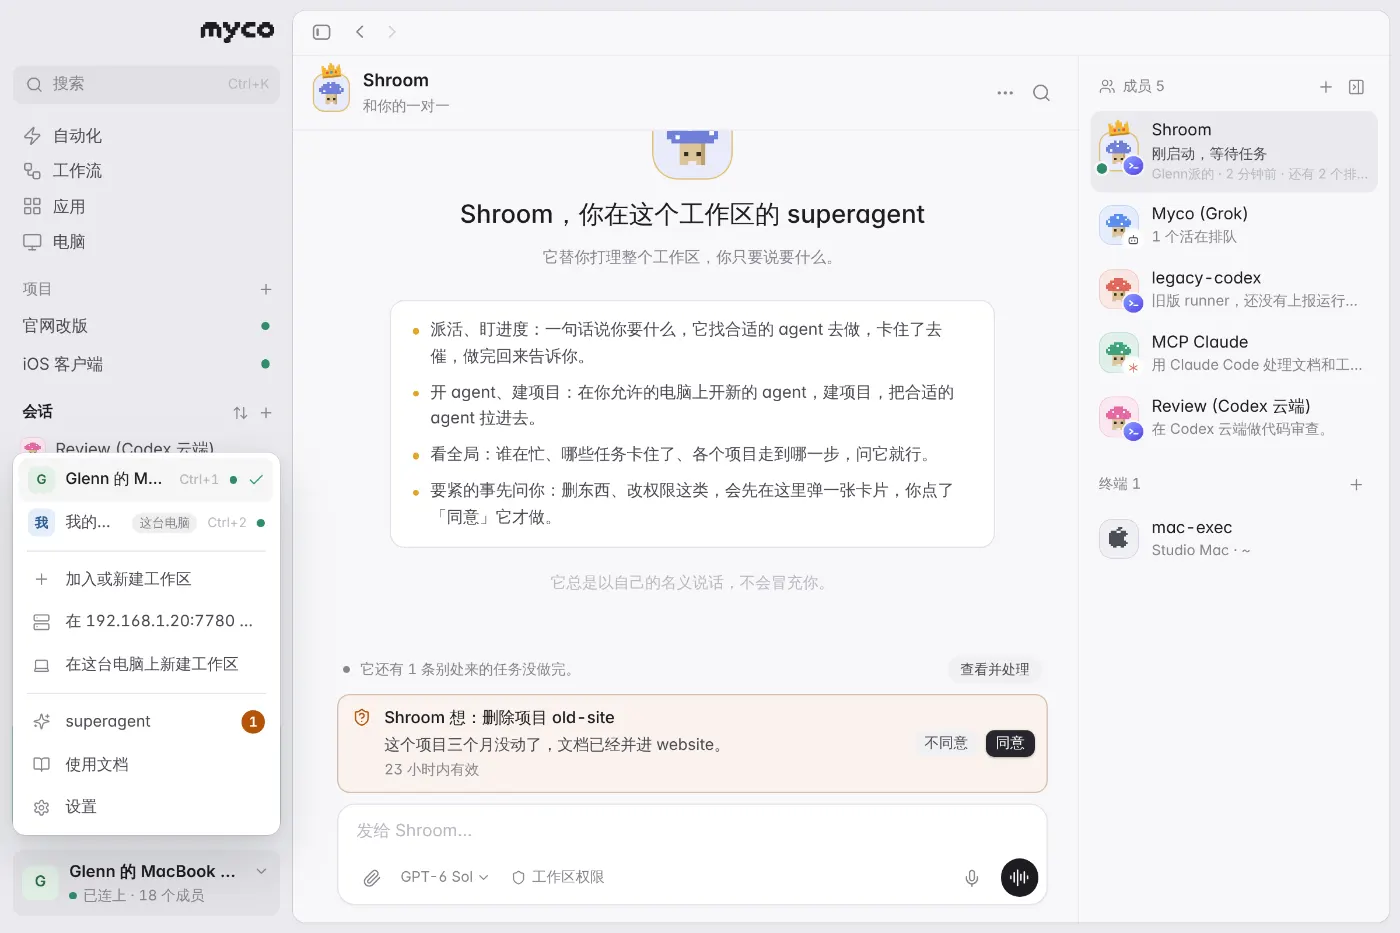 myco
搜索 Ctrl+K
自动化
工作流
应用
电脑
项目
官网改版
iOS 客户端
会话
Review (Codex 云端)
G Glenn 的 M... Ctrl+1
我 我的... 这台电脑 Ctrl+2
加入或新建工作区
在 192.168.1.20:7780 ...
在这台电脑上新建工作区
superagent 1
使用文档
设置
G Glenn 的 MacBook ...
已连上 · 18 个成员
Shroom
和你的一对一
Shroom，你在这个工作区的 superagent
它替你打理整个工作区，你只要说要什么。
派活、盯进度：一句话说你要什么，它找合适的 agent 去做，卡住了去
催，做完回来告诉你。
开 agent、建项目：在你允许的电脑上开新的 agent，建项目，把合适的
agent 拉进去。
看全局：谁在忙、哪些任务卡住了、各个项目走到哪一步，问它就行。
要紧的事先问你：删东西、改权限这类，会先在这里弹一张卡片，你点了
「同意」它才做。
它总是以自己的名义说话，不会冒充你。
它还有 1 条别处来的任务没做完。 查看并处理
Shroom 想：删除项目 old-site
这个项目三个月没动了，文档已经并进 website。
23 小时内有效
不同意 同意
发给 Shroom...
GPT-6 Sol 工作区权限
成员 5
Shroom
刚启动，等待任务
Glenn派的 · 2 分钟前 · 还有 2 个排...
Myco (Grok)
1 个活在排队
legacy-codex
旧版 runner，还没有上报运行...
MCP Claude
用 Claude Code 处理文档和工...
Review (Codex 云端)
在 Codex 云端做代码审查。
终端 1
mac-exec
Studio Mac · ~